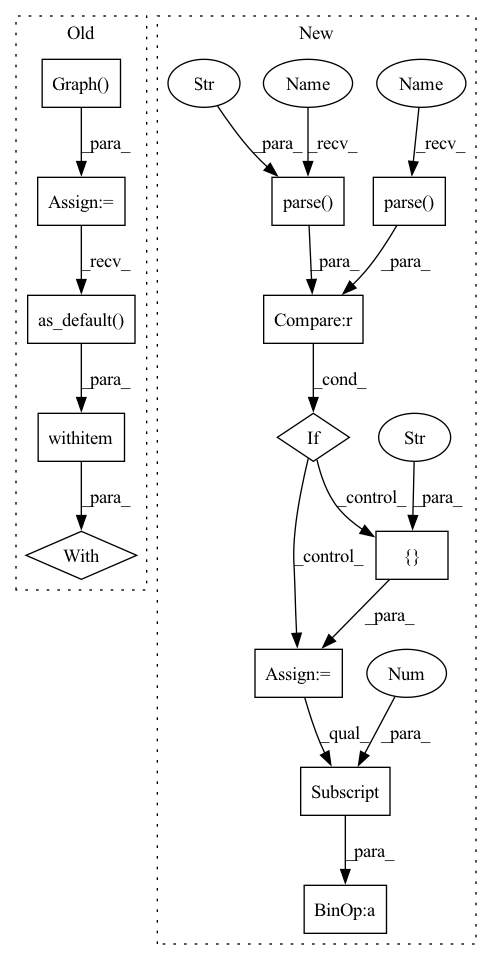 Old
Graph()
_para_
Assign:=
_recv_
as_default()
_para_
withitem
_para_
With
New
Str
Name
Name
_para_
_recv_
_recv_
parse()
parse()
_para_
_para_
Compare:r
_cond_
If
Str
_control_
_para_
_control_
{}
_para_
Assign:=
Num
_qual_
_para_
Subscript
_para_
BinOp:a